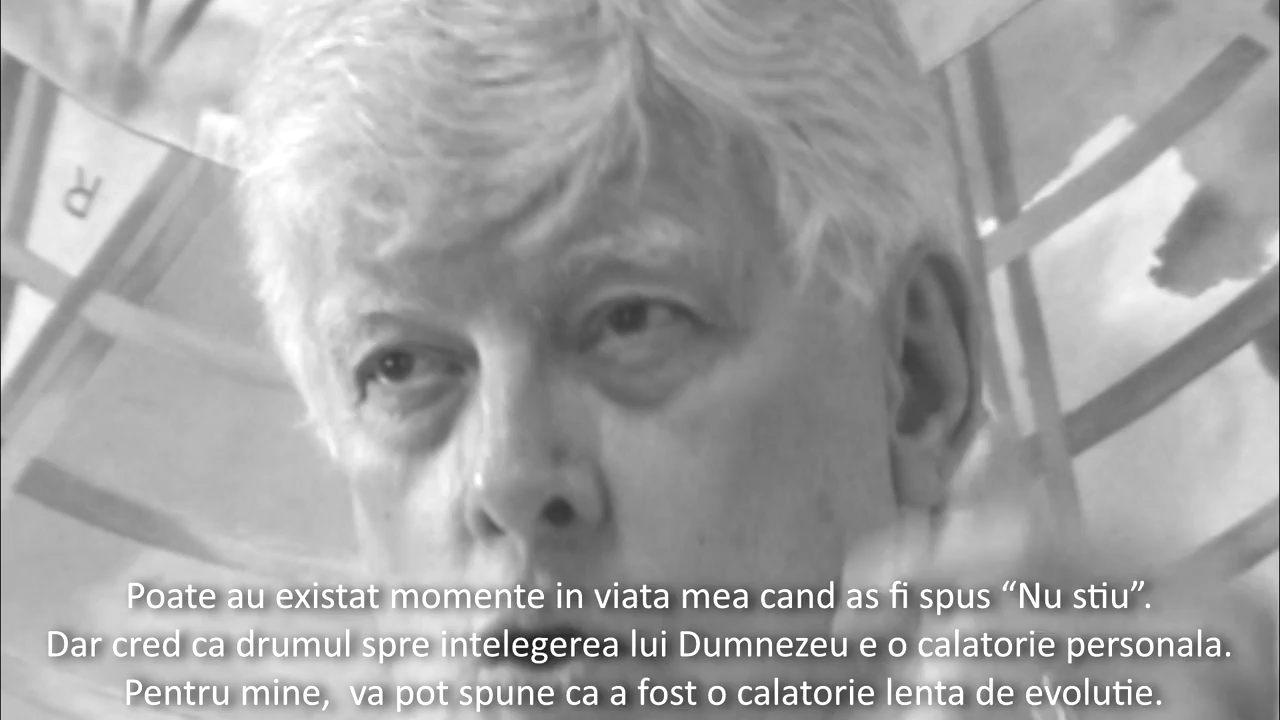 R
Poate au existat momente in viata mea cand as fi spus “Nu stiu”.
Dar cred ca drumul spre intelegerea lui Dumnezeu e o calatorie personala.
Pentru mine,  va pot spune ca a fost o calatorie lenta de evolutie.